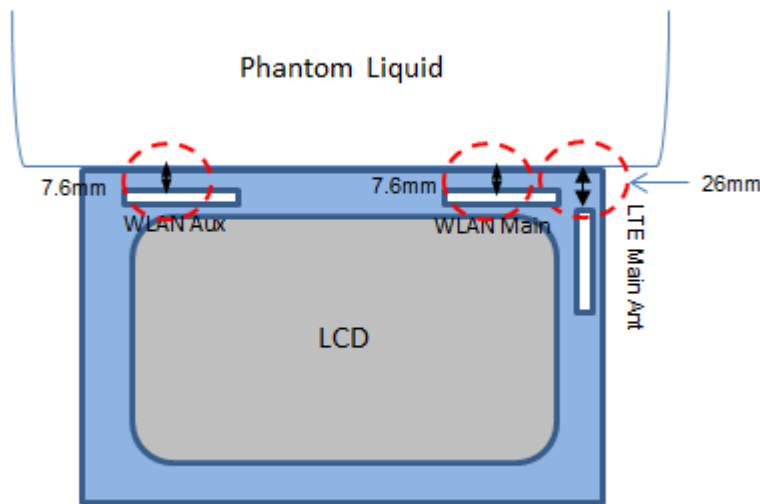 Phantom Liquid
7.6mm
7.6mm
26mm
WLAN Aux
WLAN Main
LTE Main Ant
LCD